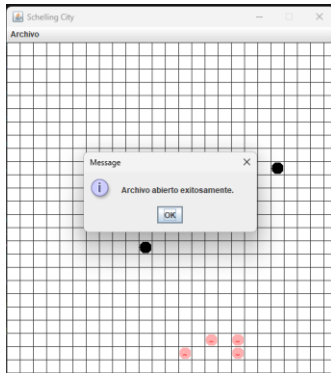 Schelling City
Archivo
Message
Archivo abierto exitosamente.
OK